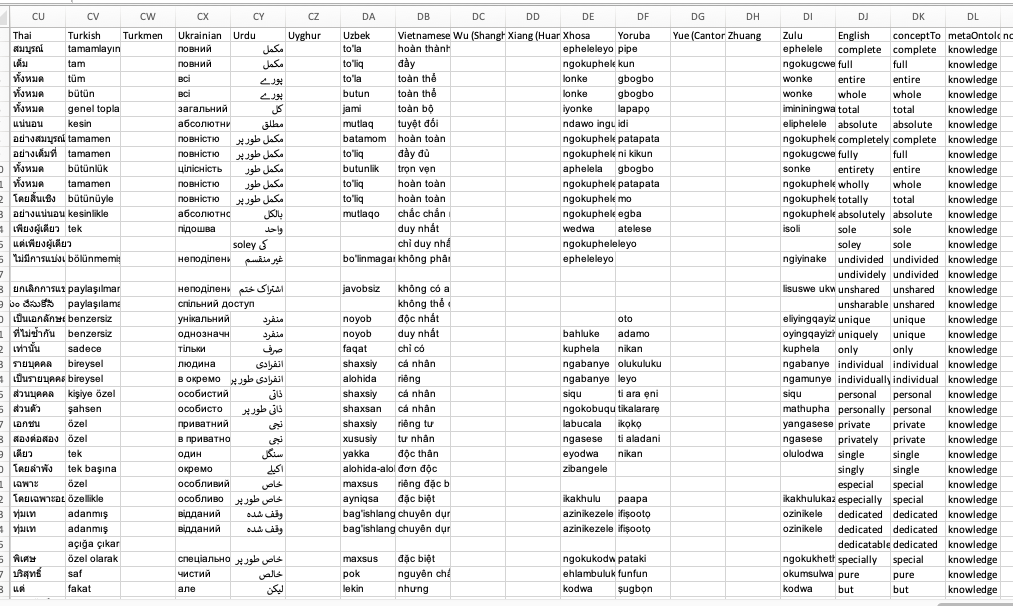 CU CV CW CX CY CZ DA DB DC DD DE DF DG DH DI DJ DK DL
Thai Turkish Turkmen Ukrainian Urdu Uyghur Uzbek Vietnamese Wu (Shangh Xiang (Huar Xhosa Yoruba Yue (Canton Zhuang Zulu English conceptTo metaOntolo
สมบูรณ์ tamamlayın повний مکمل to'la hoàn thành epheleleyo pipe ephelele complete complete knowledge
เต็ม tam повний مکمل to'liq đầy ngokuphele kun ngokugcwe full full knowledge
ทั้งหมด tüm всі پورے to'la toàn thể lonke gbogbo wonke entire entire knowledge
ทั้งหมด bütün всі پورے butun toàn thể lonke gbogbo wonke whole whole knowledge
ทั้งหมด genel topla загальний کل jami toàn bộ iyonke lapapọ imininingwa total total knowledge
แน่นอน kesin абсолютни مطلق mutlaq tuyệt đối ndawo ingu idi eliphelele absolute absolute knowledge
อย่างสมบูรณ์ tamamen повністю مکمل طور پر batamom hoàn toàn ngokuphele patapata ngokuphele completely complete knowledge
อย่างเต็มที่ tamamen повністю مکمل طور پر to'liq đầy đủ ngokuphele ni kikun ngokugcwe fully full knowledge
ทั้งหมด bütünlük цілісність مکمل طور butunlik trọn vẹn aphelela gbogbo sonke entirety entire knowledge
ทั้งหมด tamamen повністю مکمل طور پر to'liq hoàn toàn ngokuphele patapata ngokuphele wholly whole knowledge
โดยสิ้นเชิง bütünüyle повністю مکمل طور پر to'liq hoàn toàn ngokuphele mo ngokuphele totally total knowledge
อย่างแน่นอน kesinlikle абсолютно بالکل mutlaqo chắc chắn ngokuphele egba ngokuphele absolutely absolute knowledge
เพียงผู้เดียว tek підошва واحد duy nhất wedwa atelese isoli sole sole knowledge
แต่เพียงผู้เดียว soley کی chỉ duy nhấ ngokupheleleyo soley sole knowledge
ไม่มีการแบ่งแ bölünmemiş неподілени غیر منقسم bo'linmagan không phân epheleleyo ngiyinake undivided undivided knowledge
undividely undivided knowledge
ยกเลิกการแช paylaşılmar неподілени اشتراک ختم javobsiz không có a lisuswe ukw unshared unshared knowledge
paylaşılama спільний доступ không thể c unsharable unshared knowledge
เป็นเอกลักษณ benzersiz унікальний منفرد noyob độc nhất oto eliyingqayizi unique unique knowledge
ที่ไม่ซ้ำกัน benzersiz однозначн منفرد noyob duy nhất bahluke adamo oyingqayizi uniquely unique knowledge
เท่านั้น sadece тільки صرف faqat chỉ có kuphela nikan kuphela only only knowledge
รายบุคคล bireysel людина انفرادی shaxsiy cá nhân ngabanye olukuluku ngabanye individual individual knowledge
เป็นรายบุคคล bireysel в окремо انفرادی طور پر alohida riêng ngabanye leyo ngamunye individually individual knowledge
ส่วนบุคคล kişiye özel особистий ذاتی shaxsiy cá nhân siqu ti ara ẹni siqu personal personal knowledge
ส่วนตัว şahsen особисто ذاتی طور پر shaxsan cá nhân ngokobuqu tikalararẹ mathupha personally personal knowledge
เอกชน özel приватний نجی shaxsiy riêng tư labucala ikọkọ yangasese private private knowledge
สองต่อสอง özel в приватно نجی xususiy tư nhân ngasese ti aladani ngasese privately private knowledge
เดียว tek один سنگل yakka độc thân eyodwa nikan olulodwa single single knowledge
โดยลำพัง tek başına окремо اکیلے alohida-alo đơn độc zibangele singly single knowledge
เฉพาะ özel особливий خاص maxsus riêng đặc b especial special knowledge
โดยเฉพาะอย özellikle особливо خاص طور پر ayniqsa đặc biệt ikakhulu paapa ikakhulukaz especially special knowledge
ทุ่มเท adanmış відданий وقف شدہ bag'ishlang chuyên dụr azinikezele ifiṣootọ ozinikele dedicated dedicated knowledge
ทุ่มเท adanmış відданий وقف شدہ bag'ishlang chuyên dụr azinikezele ifiṣootọ ozinikele dedicated dedicated knowledge
açığa çıkar dedicatable dedicated knowledge
พิเศษ özel olarak спеціально خاص طور پر maxsus đặc biệt ngokukodw pataki ngokukheth specially special knowledge
บริสุทธิ์ saf чистий خالص pok nguyên chấ ehlambuluk funfun okumsulwa pure pure knowledge
แต่ fakat але لیکن lekin nhưng kodwa ṣugbọn kodwa but but knowledge